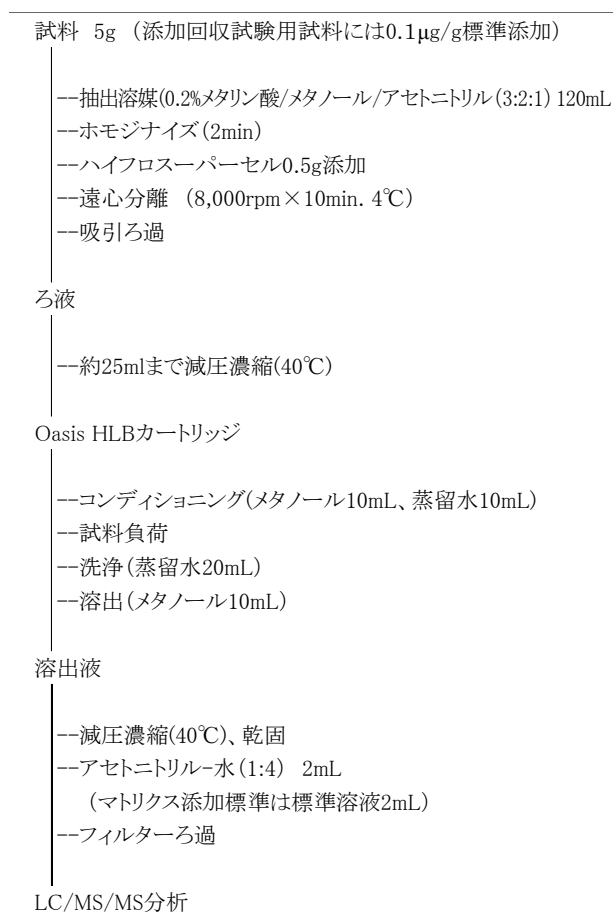 試料 5g (添加回収試験用試料には0.1μg/g標準添加)
--抽出溶媒(0.2%メタリン酸/メタノール/アセトニトリル(3:2:1) 120mL
--ホモジナイズ(2min)
--ハイフロスーパーセル0.5g添加
--遠心分離 (8,000rpm×10min. 4℃)
--吸引ろ過
ろ液
--約25mlまで減圧濃縮(40℃)
Oasis HLBカートリッジ
--コンディショニング(メタノール10mL、蒸留水10mL)
--試料負荷
--洗浄(蒸留水20mL)
--溶出(メタノール10mL)
溶出液
--減圧濃縮(40℃)、乾固
--アセトニトリル-水(1:4) 2mL
(マトリクス添加標準は標準溶液2mL)
--フィルターろ過
LC/MS/MS分析